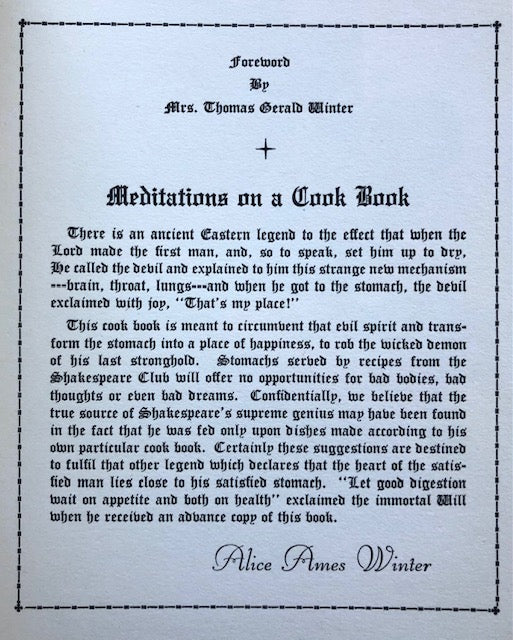 Foreword
By
Mrs. Thomas Gerald Winter
Meditations on a Cook Book
There is an ancient Eastern legend to the effect that when the
Lord made the first man, and, so to speak, set him up to dry,
He called the devil and explained to him this strange new mechanism
---brain, throat, lungs---and when he got to the stomach, the devil
exclaimed with joy, "That's my place!"
This cook book is meant to circumvent that evil spirit and trans-
form the stomach into a place of happiness, to rob the wicked demon
of his last stronghold. Stomachs served by recipes from the
Shakespeare Club will offer no opportunities for bad bodies, bad
thoughts or even bad dreams. Confidentially, we believe that the
true source of Shakespeare's supreme genius may have been found
in the fact that he was fed only upon dishes made according to his
own particular cook book. Certainly these suggestions are destined
to fulfil that other legend which declares that the heart of the satis-
fied man lies close to his satisfied stomach. "Let good digestion
wait on appetite and both on health" exclaimed the immortal Will
when he received an advance copy of this book.
Alice Ames Winter